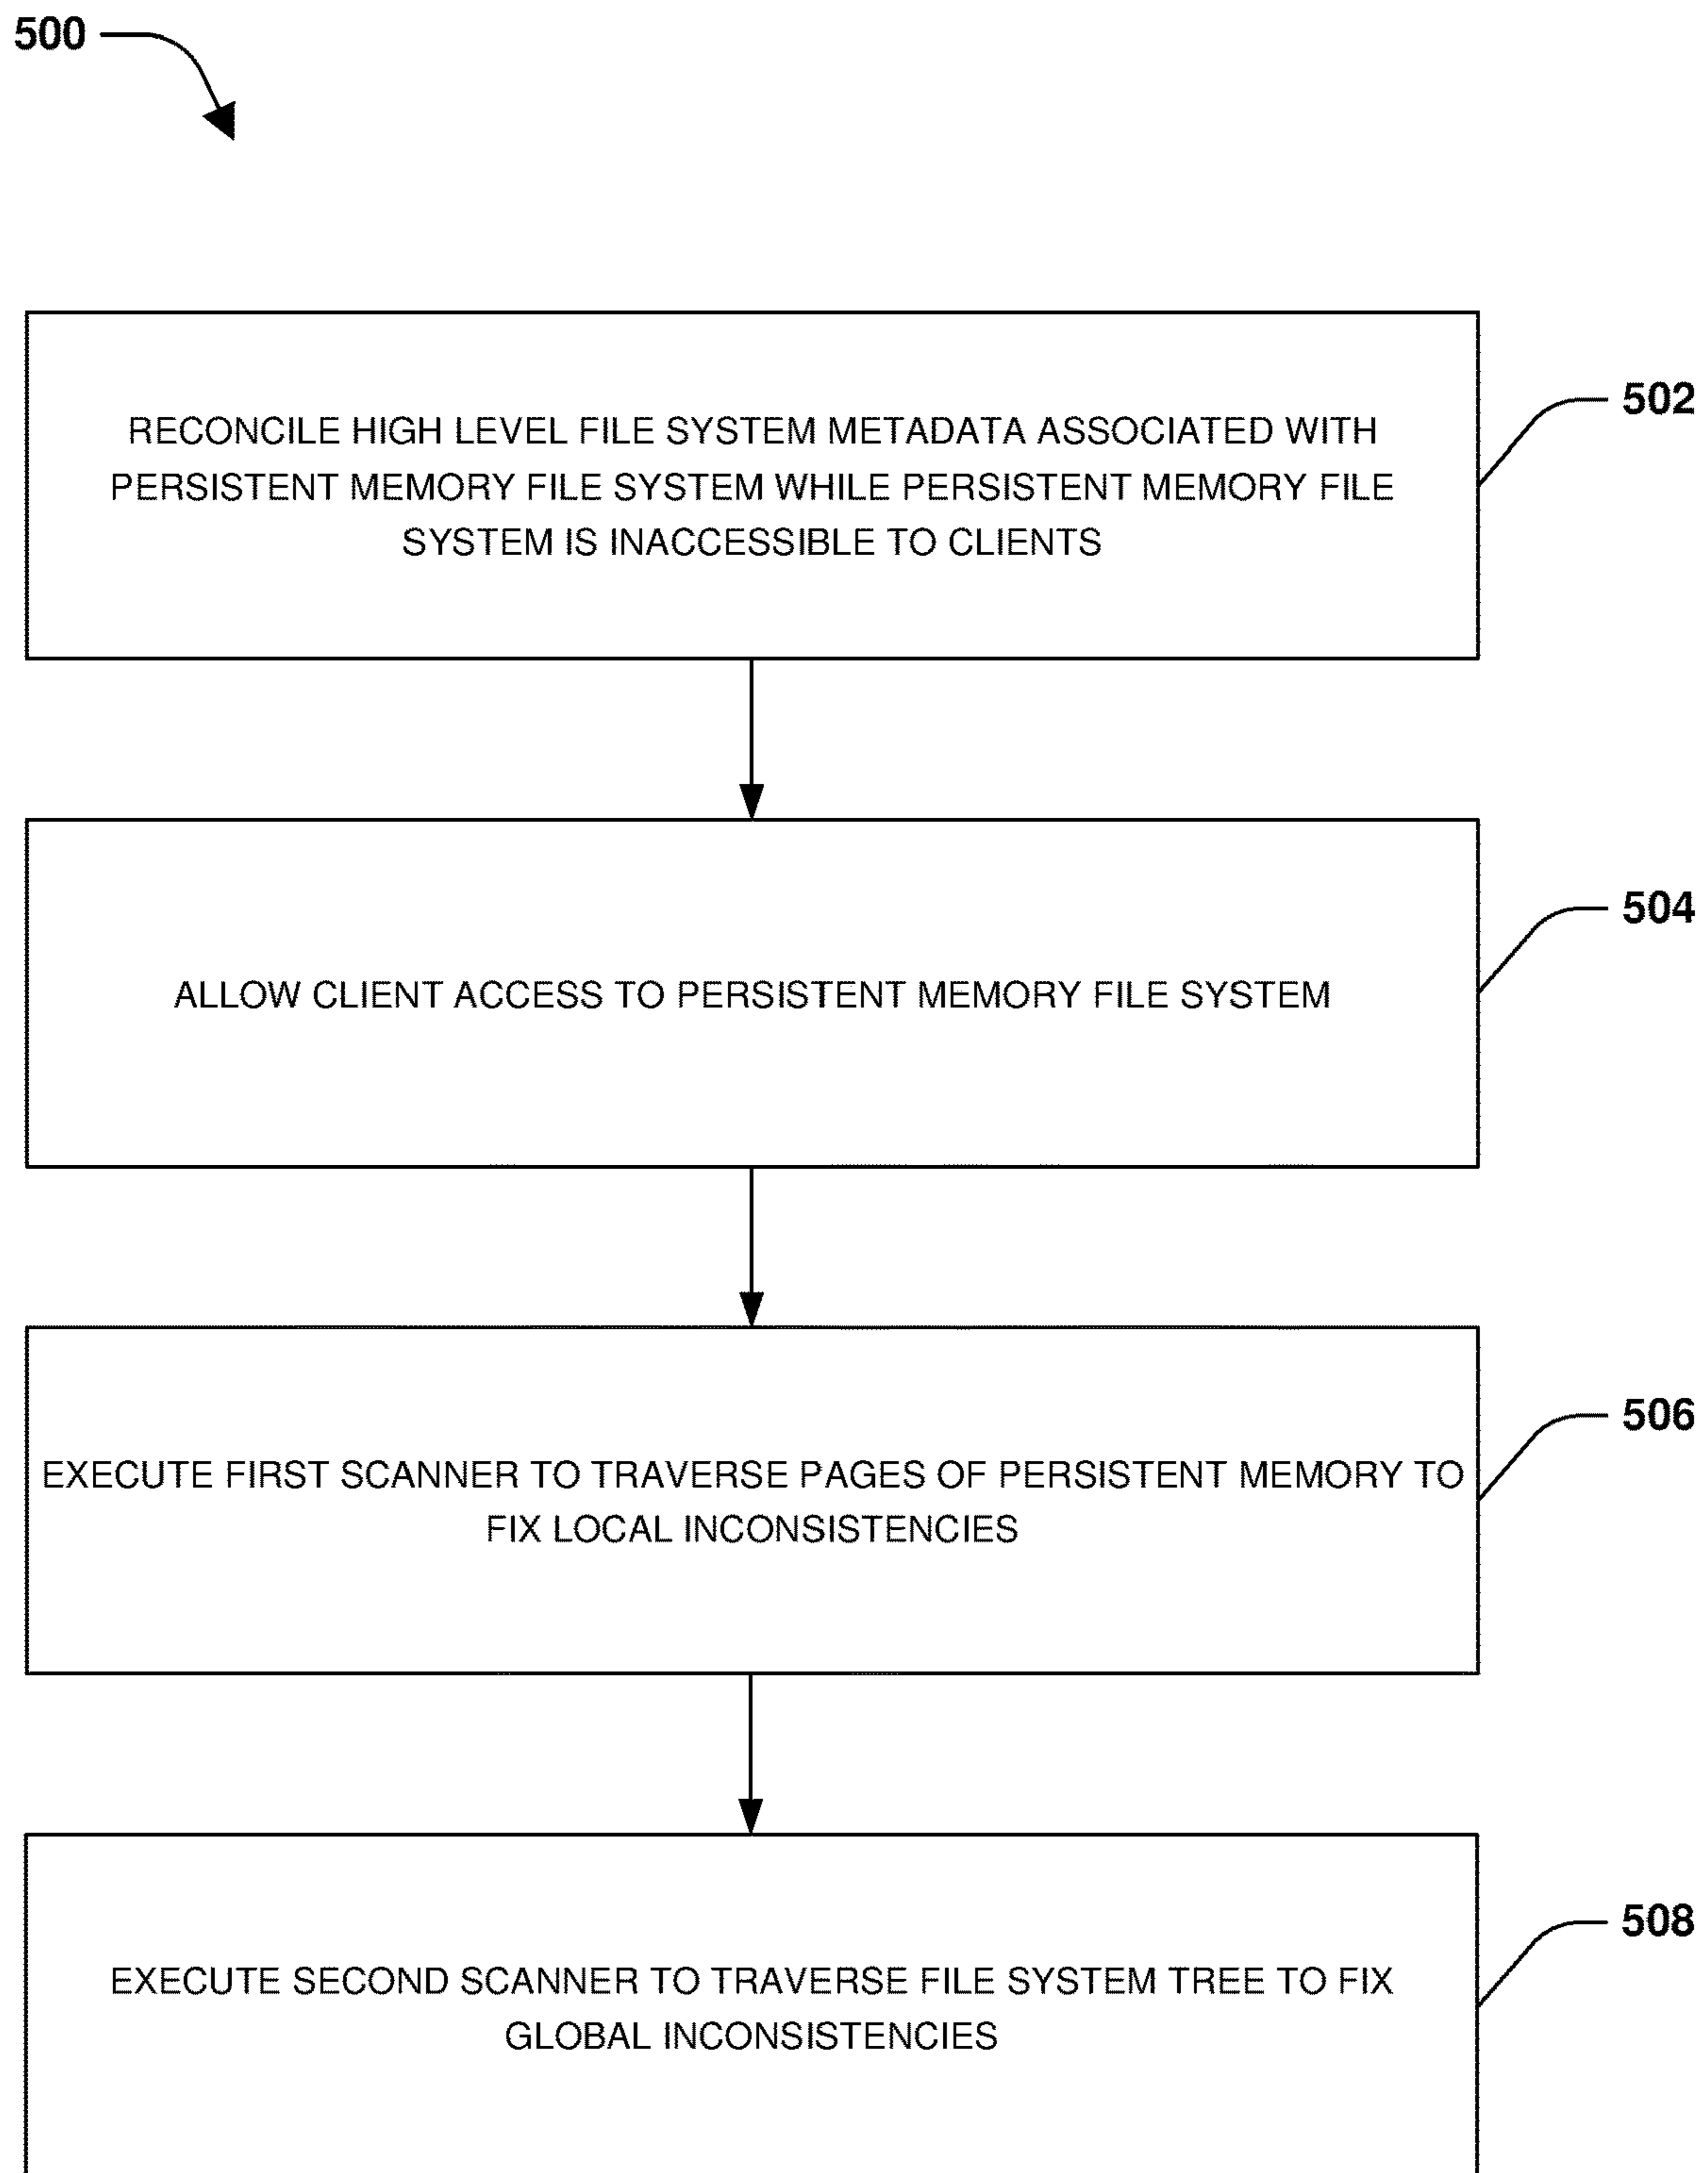 500
RECONCILE HIGH LEVEL FILE SYSTEM METADATA ASSOCIATED WITH
PERSISTENT MEMORY FILE SYSTEM WHILE PERSISTENT MEMORY FILE
SYSTEM IS INACCESSIBLE TO CLIENTS
502
ALLOW CLIENT ACCESS TO PERSISTENT MEMORY FILE SYSTEM
504
EXECUTE FIRST SCANNER TO TRAVERSE PAGES OF PERSISTENT MEMORY TO
FIX LOCAL INCONSISTENCIES
506
EXECUTE SECOND SCANNER TO TRAVERSE FILE SYSTEM TREE TO FIX
GLOBAL INCONSISTENCIES
508